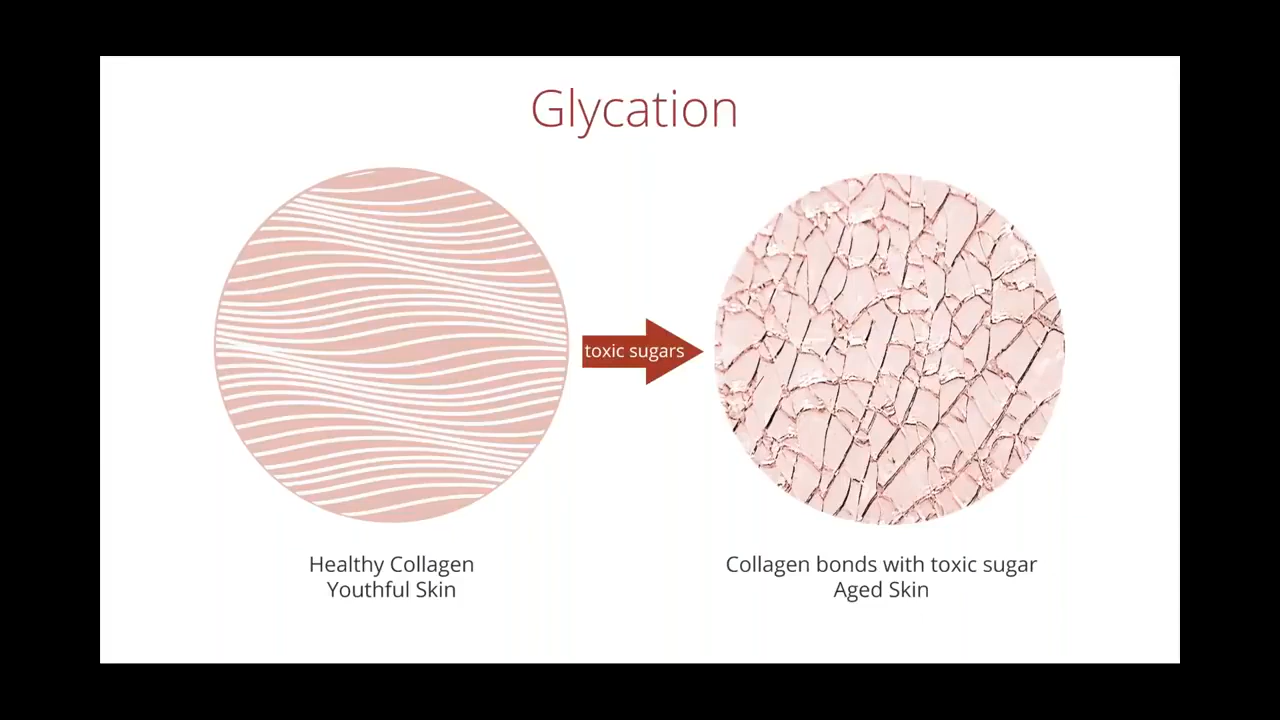 Glycation
toxic sugars
Healthy Collagen
Youthful Skin
Collagen bonds with toxic sugar
Aged Skin